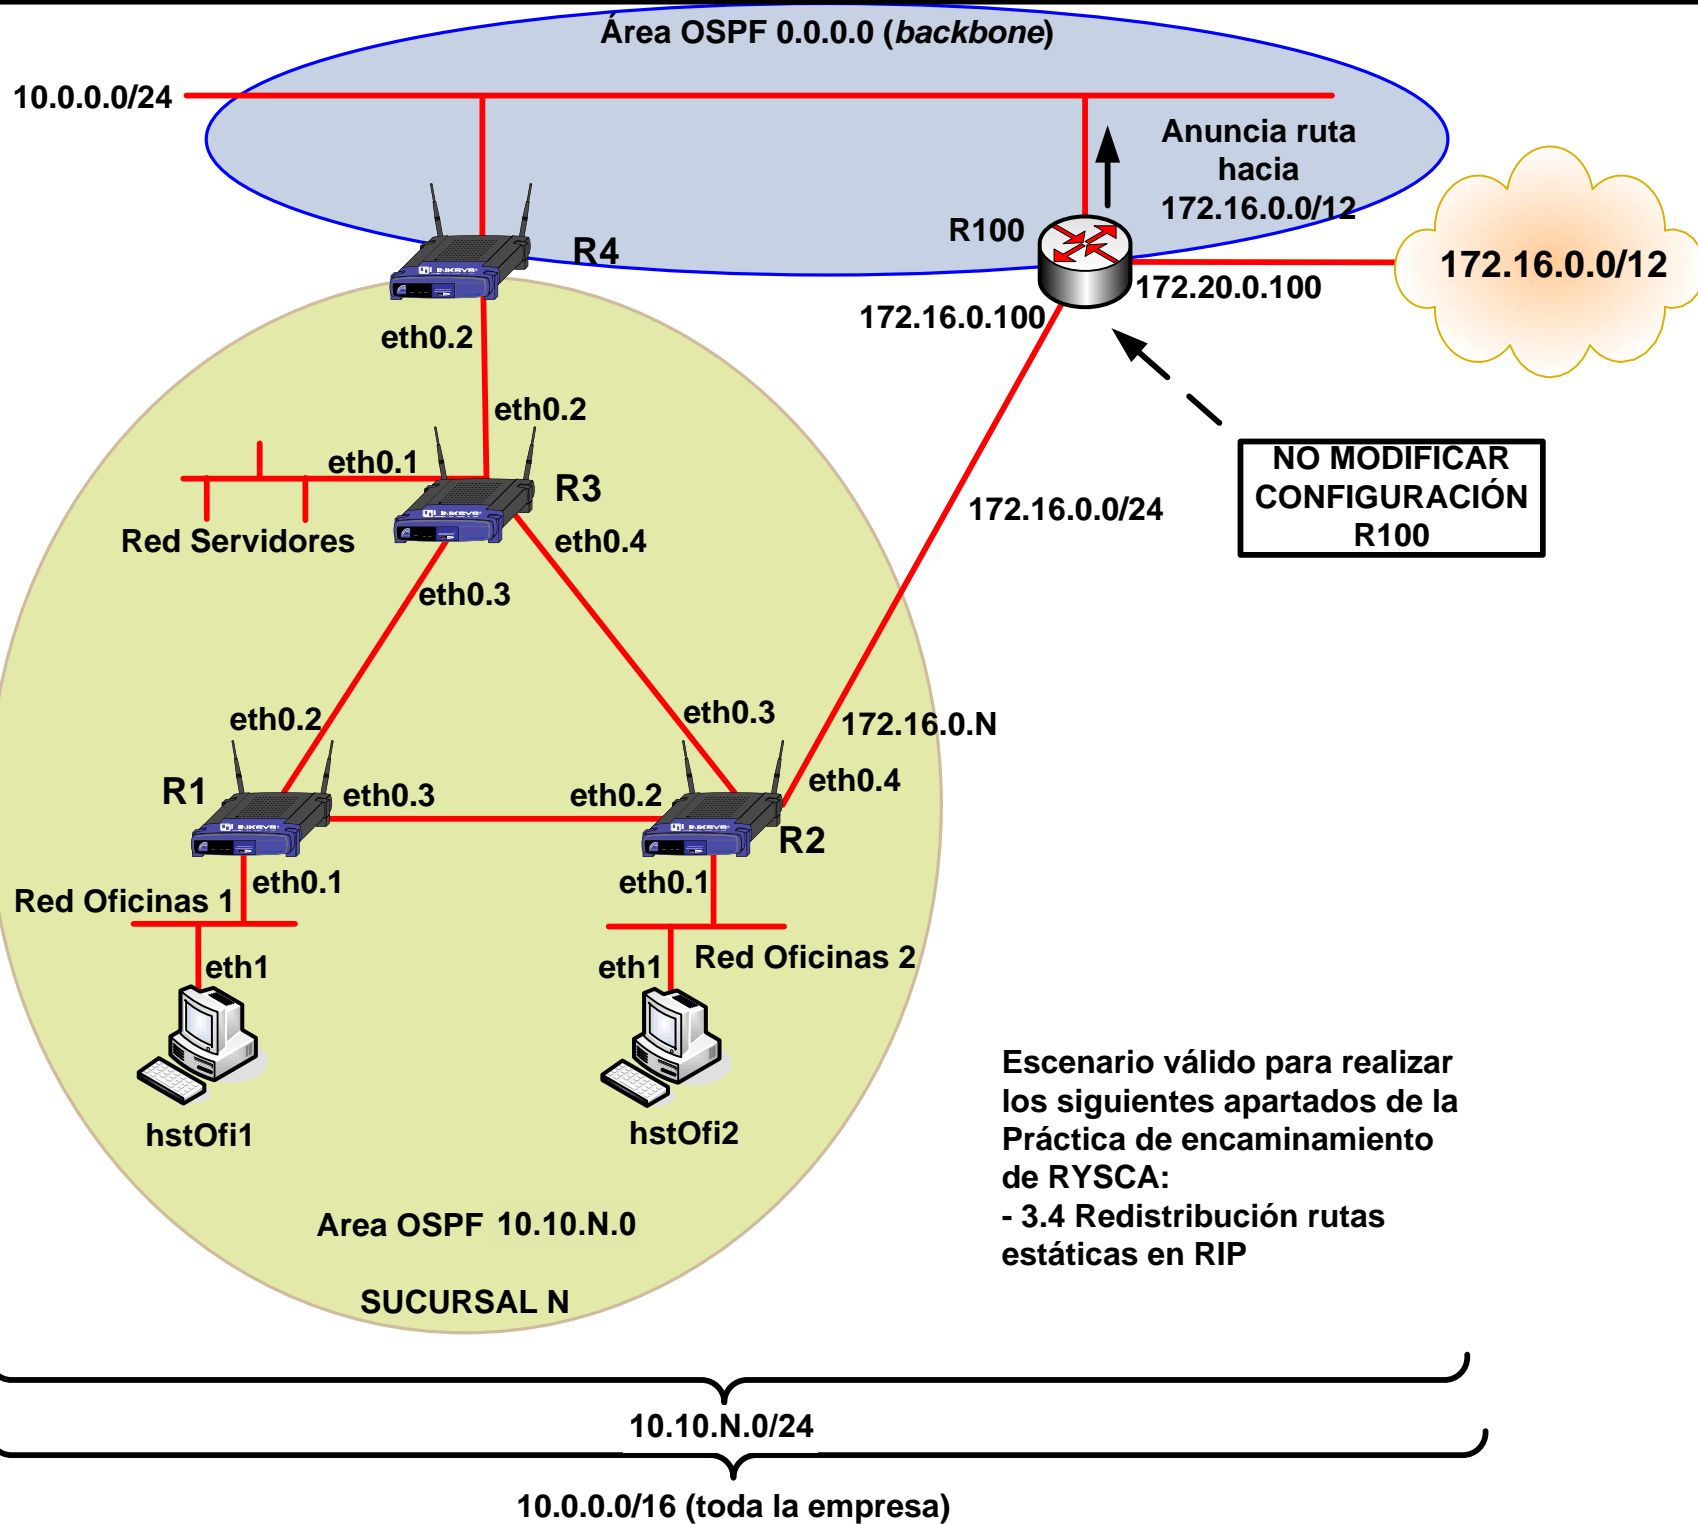 Área OSPF 0.0.0.0 (backbone)
10.0.0.0/24
Anuncia ruta
hacia
172.16.0.0/12
R100
R4
172.16.0.0/12
172.20.0.100
172.16.0.100
eth0.2
eth0.2
eth0.1
R3
NO MODIFICAR
CONFIGURACIÓN
R100
172.16.0.0/24
Red Servidores
eth0.4
eth0.3
eth0.2
eth0.3
172.16.0.N
R1
eth0.3
eth0.2
eth0.4
R2
eth0.1
eth0.1
Red Oficinas 1
Red Oficinas 2
eth1
eth1
hstOfi1
hstOfi2
Escenario válido para realizar
los siguientes apartados de la
Práctica de encaminamiento
de RYSCA:
- 3.4 Redistribución rutas
estáticas en RIP
Area OSPF 10.10.N.0
SUCURSAL N
10.10.N.0/24
10.0.0.0/16 (toda la empresa)